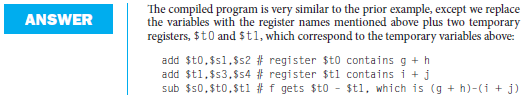 ANSWER
The compiled program is very similar to the prior example, except we replace
the variables with the register names mentioned above plus two temporary
registers, $t0 and $t1, which correspond to the temporary variables above:
add $t0,$s1,$s2 # register $t0 contains g + h
add $t1,$s3,$s4 # register $t1 contains i + j
sub $s0,$t0,$t1 # f gets $t0 - $t1, which is (g + h)-(i + j)